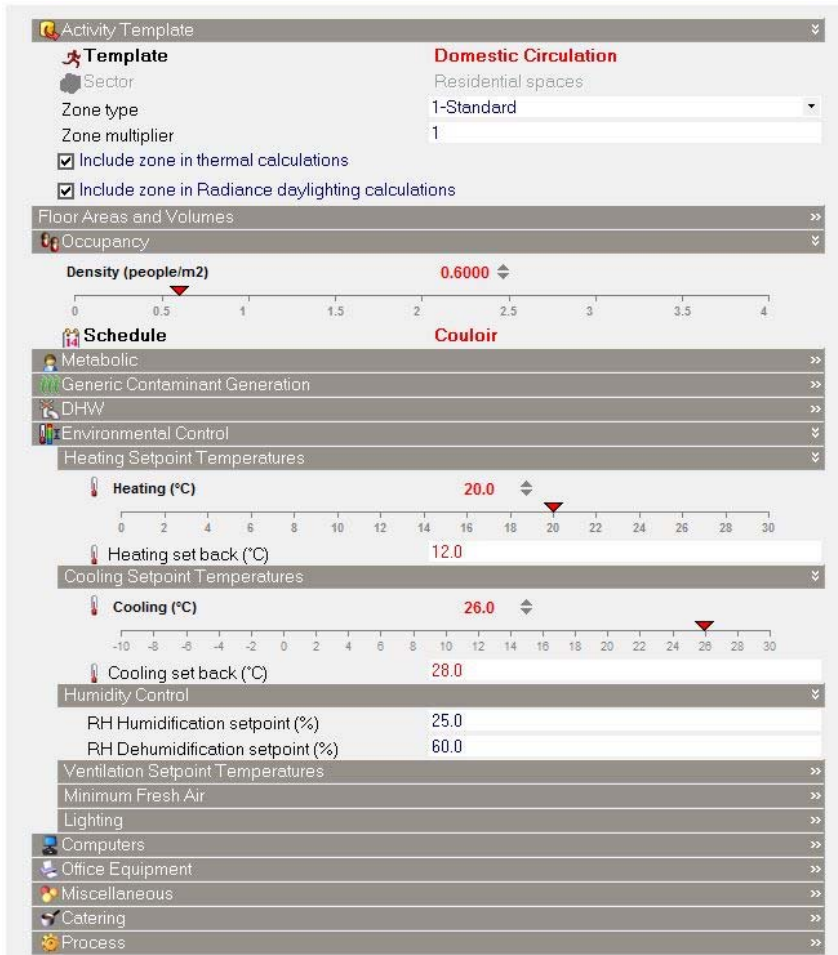 Activity Template
Template Domestic Circulation
Sector Residential spaces
Zone type 1-Standard
Zone multiplier 1
Include zone in thermal calculations
Include zone in Radiance daylighting calculations
Floor Areas and Volumes »
Occupancy
Density (people/m2) 0.6000
0 0.5 1 1.5 2 2.5 3 3.5 4
14 Schedule Couloir
Metabolic »
Generic Contaminant Generation »
DHW »
Environmental Control
Heating Setpoint Temperatures
Heating (°C) 20.0
0 2 4 6 8 10 12 14 16 18 20 22 24 26 28 30
Heating set back (°C) 12.0
Cooling Setpoint Temperatures
Cooling (°C) 26.0
-10 -8 -6 -4 -2 0 2 4 6 8 10 12 14 16 18 20 22 24 26 28 30
Cooling set back (°C) 28.0
Humidity Control
RH Humidification setpoint (%) 25.0
RH Dehumidification setpoint (%) 60.0
Ventilation Setpoint Temperatures »
Minimum Fresh Air »
Lighting »
Computers »
Office Equipment »
Miscellaneous »
Catering »
Process »